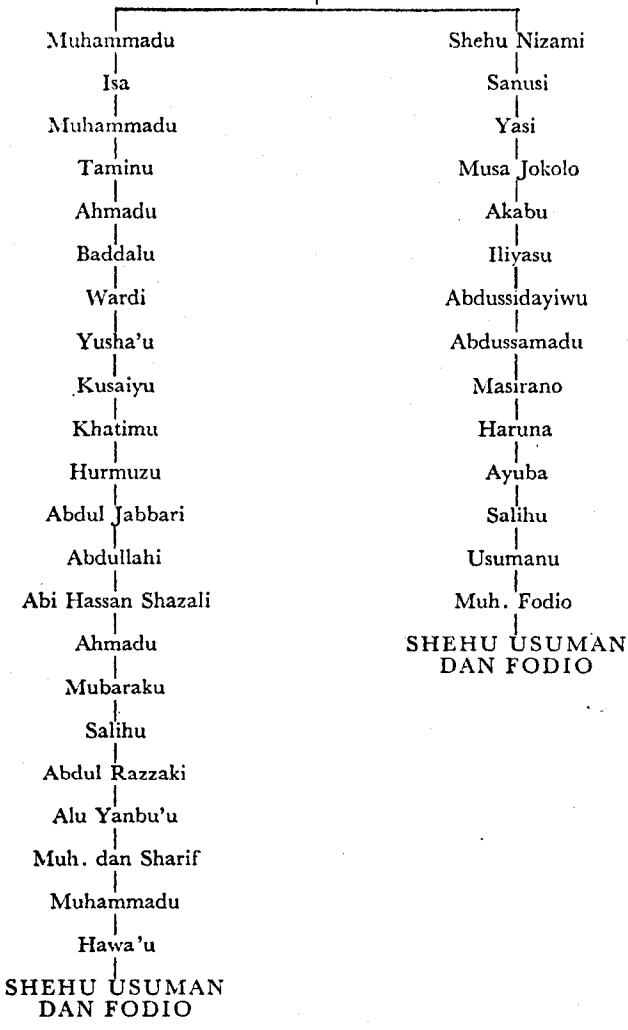 Muhammadu
Isa
Muhammadu
Taminu
Ahmadu
Baddalu
Wardi
Yusha'u
Kusaiyu
Khatimu
Hurmuzu
Abdul Jabbari
Abdullahi
Abi Hassan Shazali
Ahmadu
Mubaraku
Salihu
Abdul Razzaki
Alu Yanbu'u
Muh. dan Sharif
Muhammadu
Hawa'u
SHEHU USUMAN
DAN FODIO
Shehu Nizami
Sanusi
Yasi
Musa Jokolo
Akabu
Iliyasu
Abdussidayiwu
Abdussamadu
Masirano
Haruna
Ayuba
Salihu
Usumanu
Muh. Fodio
SHEHU USUMAN
DAN FODIO